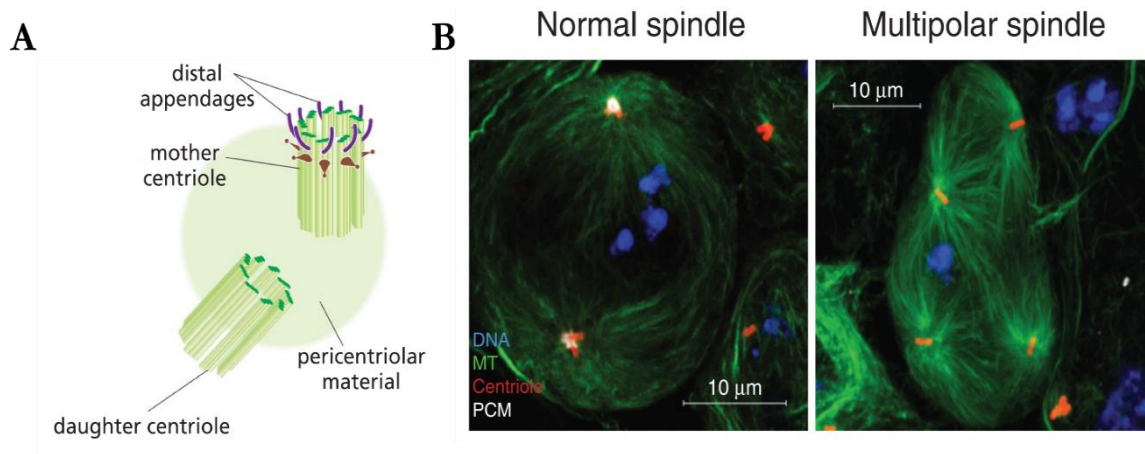 A
distal
appendages
mother
centriole
pericentriolar
material
daughter centriole
B
Normal spindle
Multipolar spindle
DNA
MT
Centriole
PCM
10 μm
10 μm